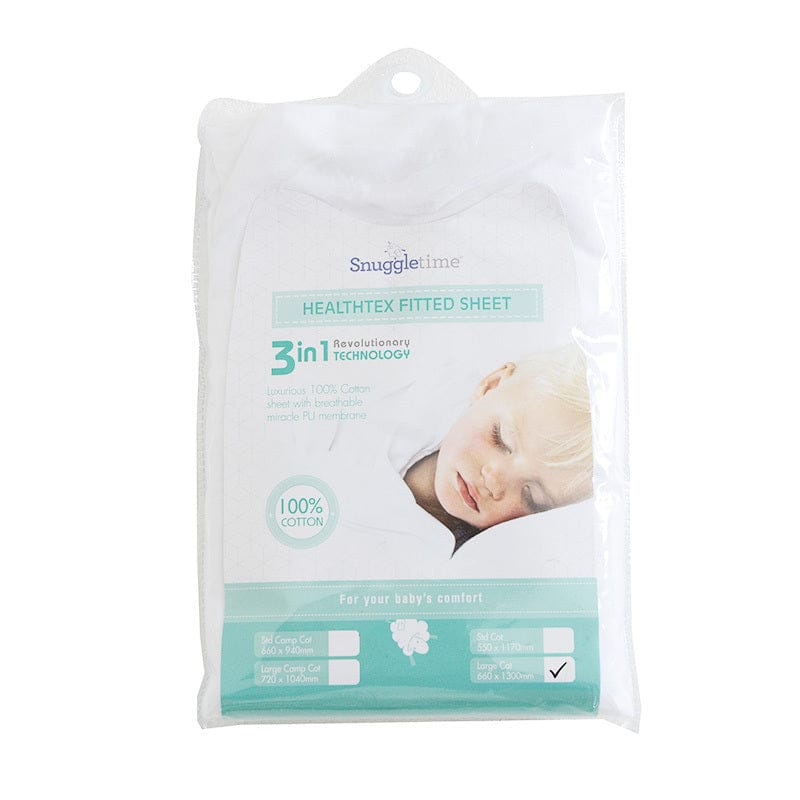 Snuggletime
HEALTHTEX FITTED SHEET
3in1 Revolutionary
TECHNOLOGY
Luxurious 100% Cotton
sheet with breathable
miracle PU membrane
100%
COTTON
For your baby's comfort
Std Camp Cot
660 x 940mm
Large Camp Cot
720 x 1040mm
Std Cot
550 x 1170mm
Large Cot
660 x 1300mm